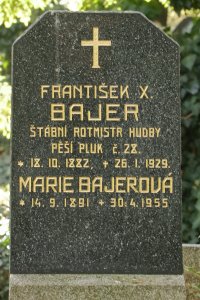 FRANTIŠEK X.
BAJER
ŠTÁBNÍ ROTMISTR HUDBY
PĚŠÍ PLUK č. 28.
* 18. 10. 1882, + 26. 1. 1929.
MARIE BAJEROVÁ
* 14. 9. 1891 + 30. 4. 1955